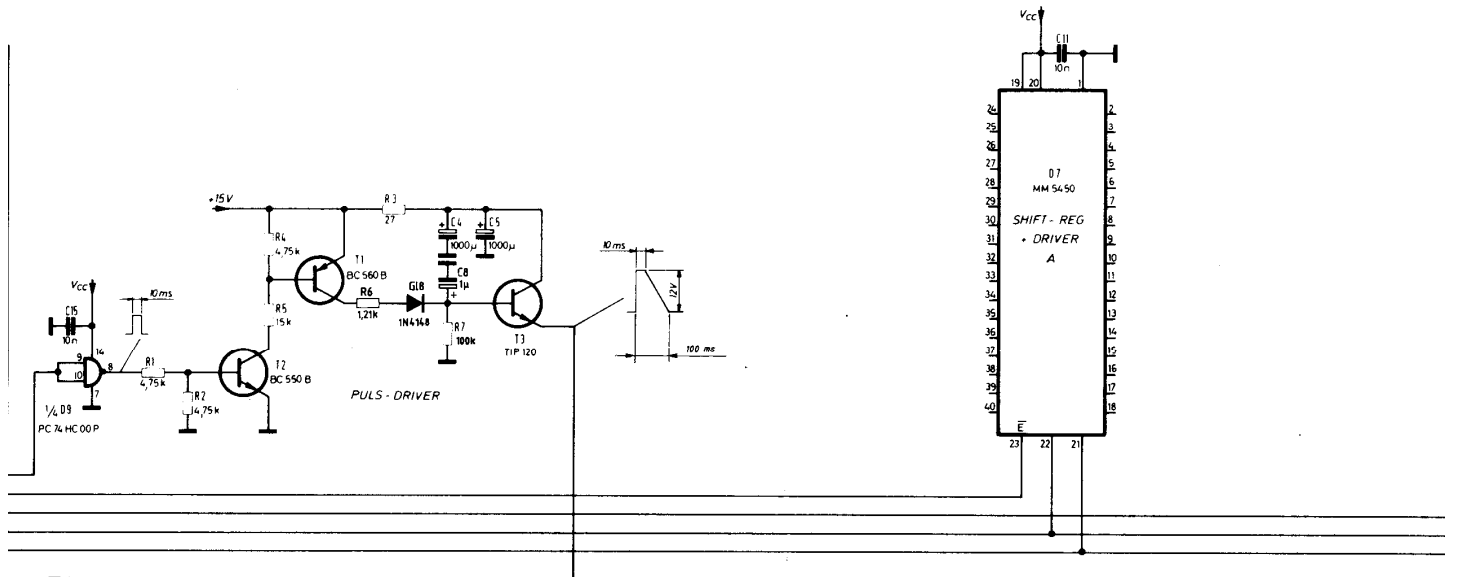 VCC
C11
10n
19
20
1
24
25
26
27
28
29
30
31
32
33
34
35
36
37
38
39
40
2
3
4
5
6
7
8
9
10
11
12
13
14
15
16
17
18
D7
MM 5450
SHIFT - REG
+ DRIVER
A
E̅
23
22
21
+15V
R3
27
R4
4,75k
+
C4
1000µ
+
C5
1000µ
T1
BC 560 B
C8
1µ
+
R5
15k
R6
1,21k
Gl8
1N4148
R7
100k
T3
TIP 120
10 ms
12V
100 ms
VCC
10ms
C15
10n
14
9
10
8
7
R1
4,75k
R2
4,75k
T2
BC 550 B
1/4 D9
PC 74 HC 00 P
PULS - DRIVER